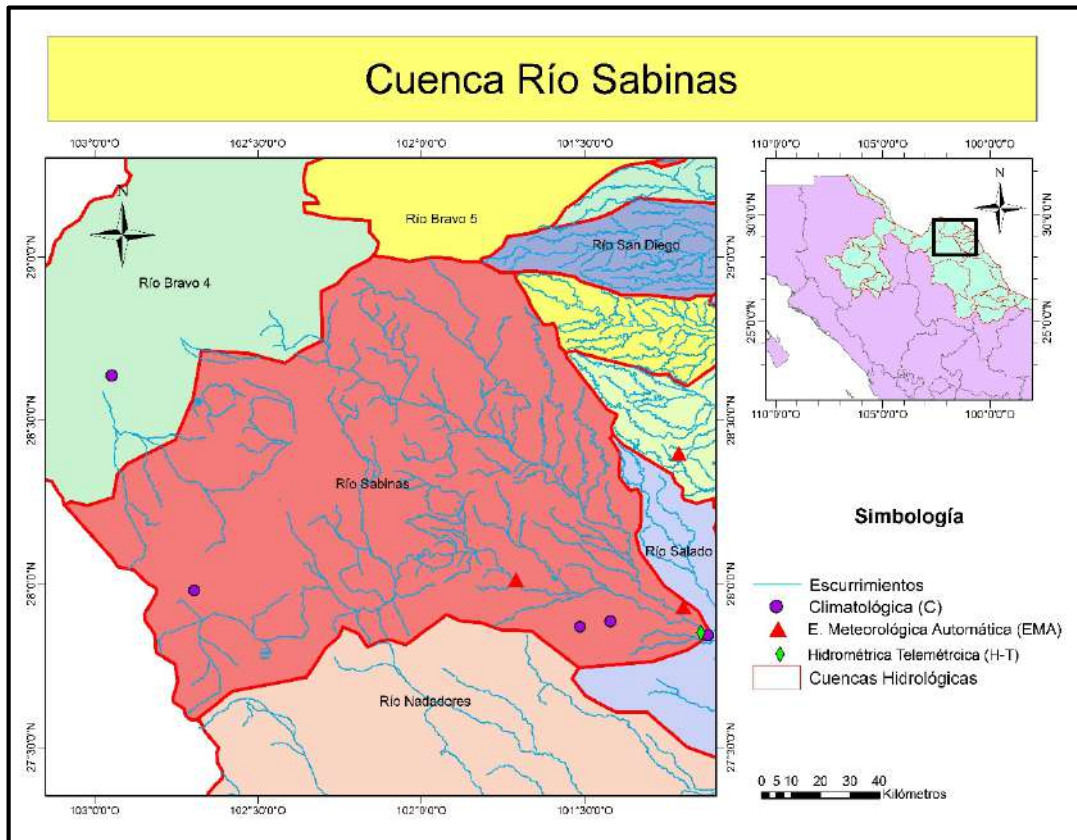 Cuenca Río Sabinas
103°0'0"O
102°30'0"O
102°0'0"O
101°30'0"O
110°0'0"O
105°0'0"O
100°0'0"O
N
N
Río Bravo 5
Río San Diego
Río Bravo 4
29°0'0"N
29°0'0"N
30°0'0"N
30°0'0"N
25°0'0"N
25°0'0"N
110°0'0"O
105°0'0"O
100°0'0"O
28°30'0"N
28°30'0"N
Río Sabinas
Río Salado
28°0'0"N
28°0'0"N
Río Nadadores
27°30'0"N
27°30'0"N
103°0'0"O
102°30'0"O
102°0'0"O
101°30'0"O
Simbología
Escurrimientos
Climatológica (C)
E. Meteorológica Automática (EMA)
Hidrométrica Telemétrcica (H-T)
Cuencas Hidrológicas
0 5 10 20 30 40
Kilómetros